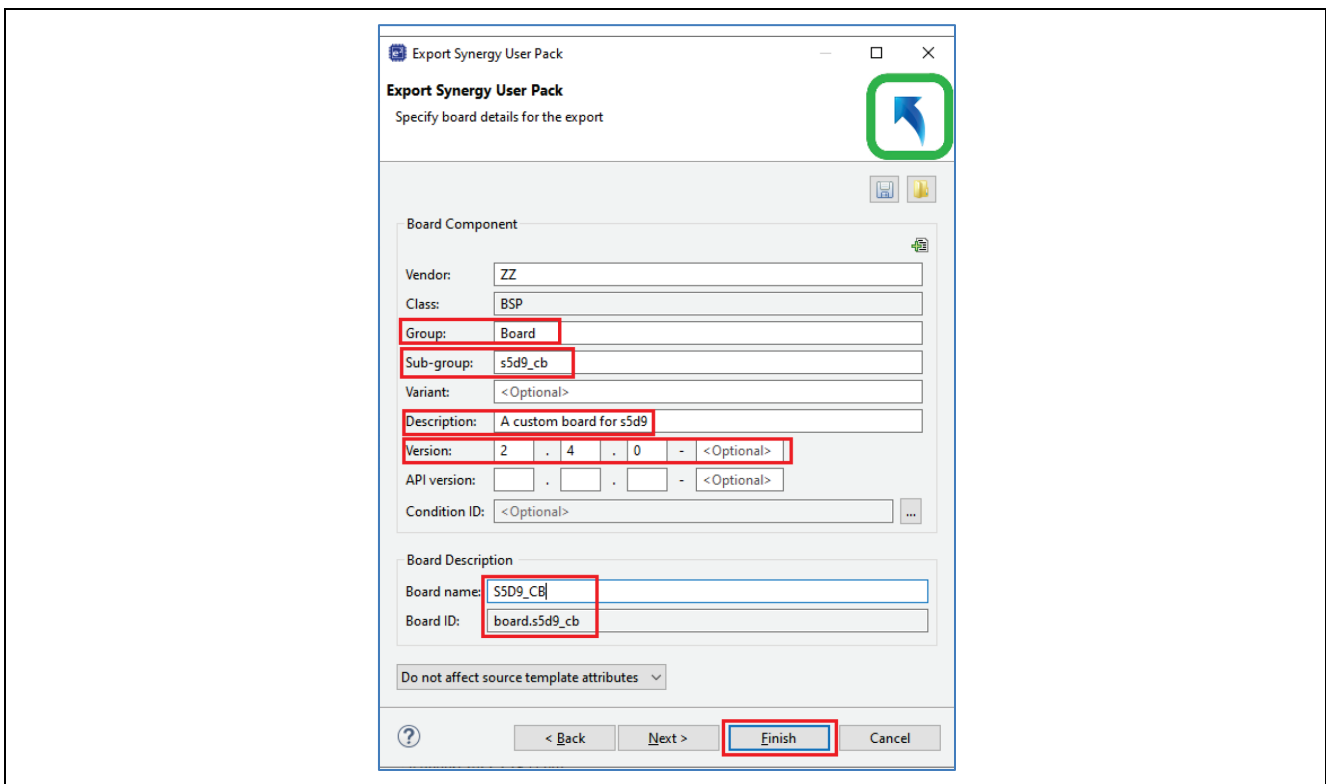 Export Synergy User Pack
Export Synergy User Pack
Specify board details for the export
Board Component
Vendor: ZZ
Class: BSP
Group: Board
Sub-group: s5d9_cb
Variant: <Optional>
Description: A custom board for s5d9
Version: 2 . 4 . 0 - <Optional>
API version: . . - <Optional>
Condition ID: <Optional> ...
Board Description
Board name: S5D9_CB
Board ID: board.s5d9_cb
Do not affect source template attributes
? < Back Next > Finish Cancel